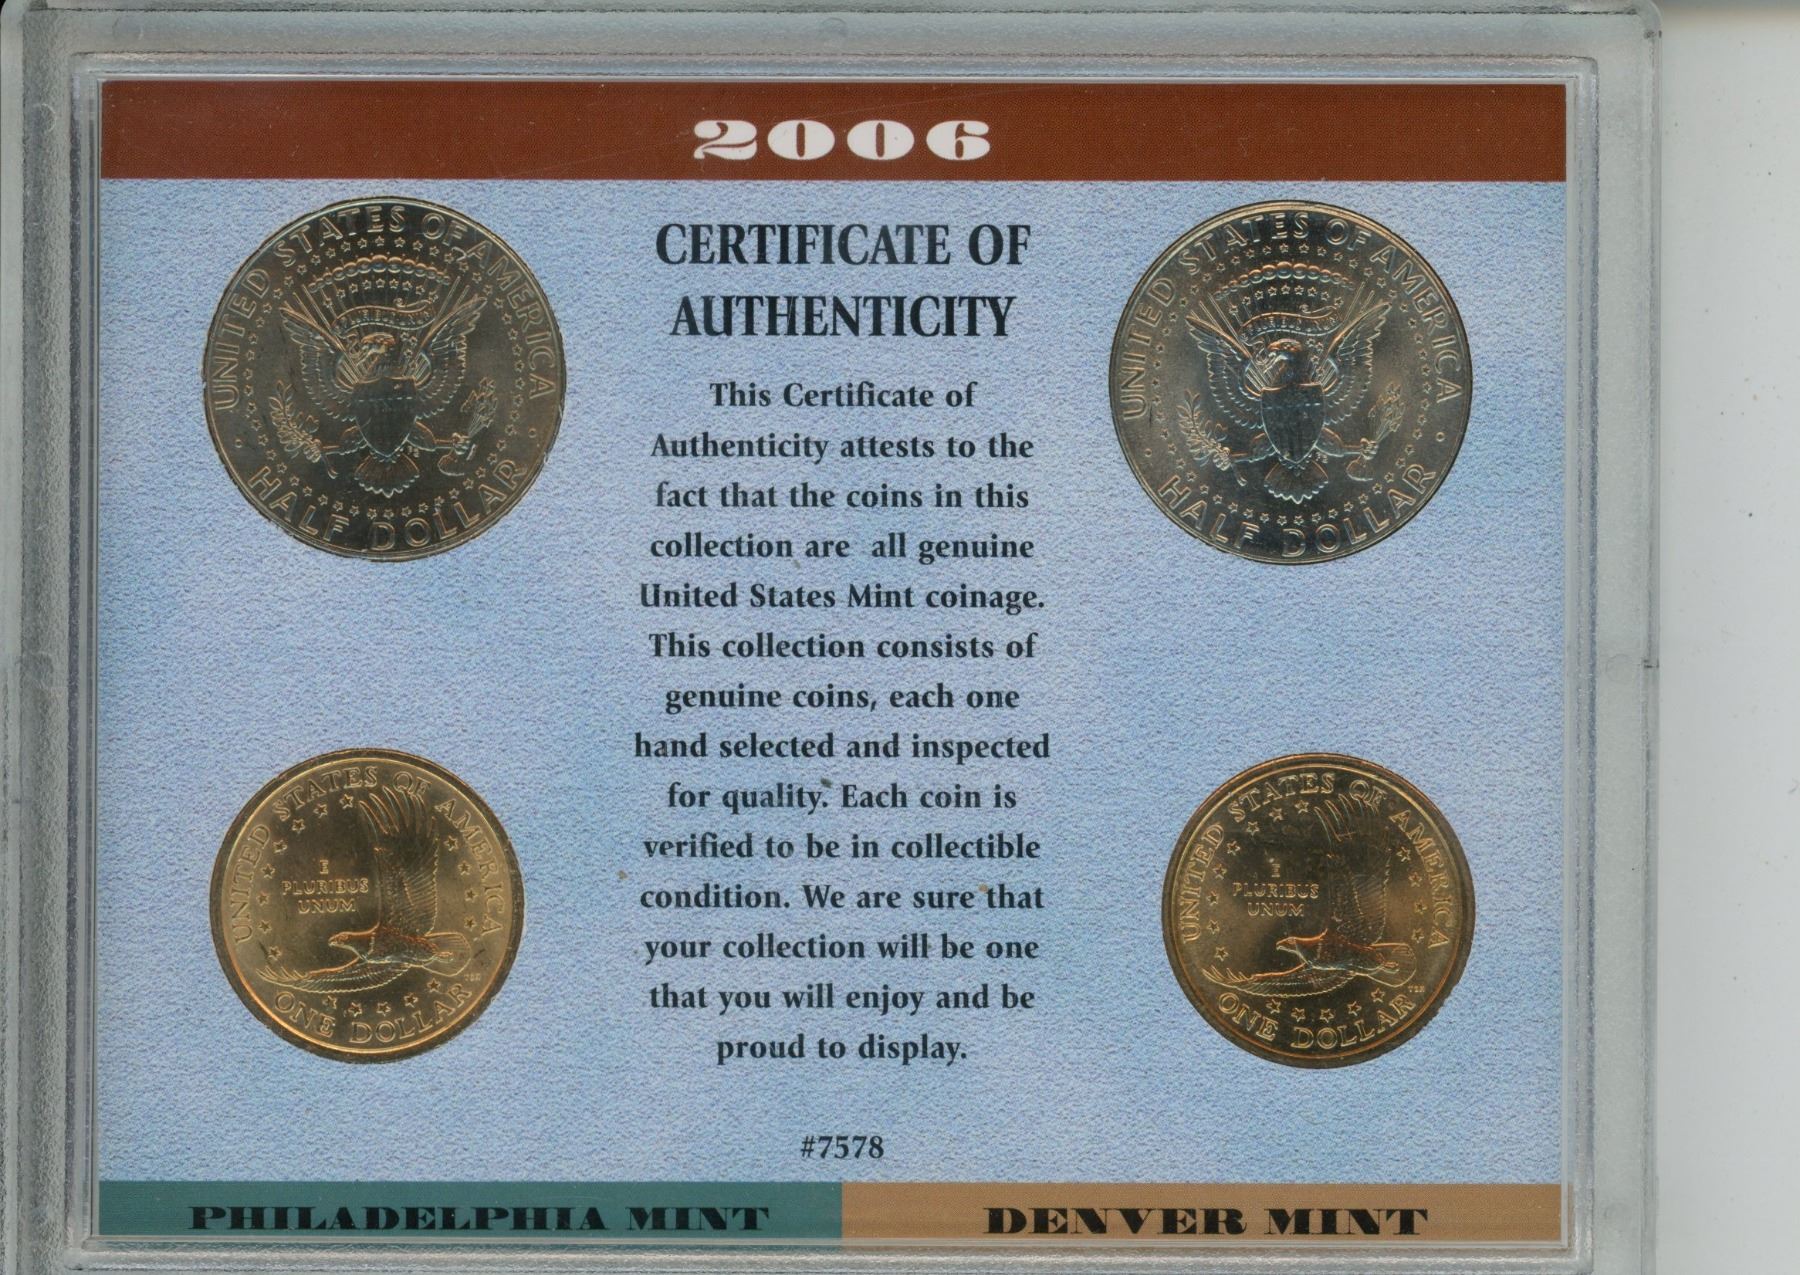 2006
UNITED STATES OF AMERICA
HALF DOLLAR
UNITED STATES OF AMERICA
PLURIBUS UNUM
HALF DOLLAR
CERTIFICATE OF
AUTHENTICITY
This Certificate of
Authenticity attests to the
fact that the coins in this
collection are all genuine
United States Mint coinage.
This collection consists of
genuine coins, each one
hand selected and inspected
for quality. Each coin is
verified to be in collectible
condition. We are sure that
your collection will be one
that you will enjoy and be
proud to display.
UNITED STATES OF AMERICA
E
PLURIBUS
UNUM
ONE DOLLAR
UNITED STATES OF AMERICA
E
PLURIBUS
UNUM
ONE DOLLAR
#7578
PHILADELPHIA MINT
DENVER MINT